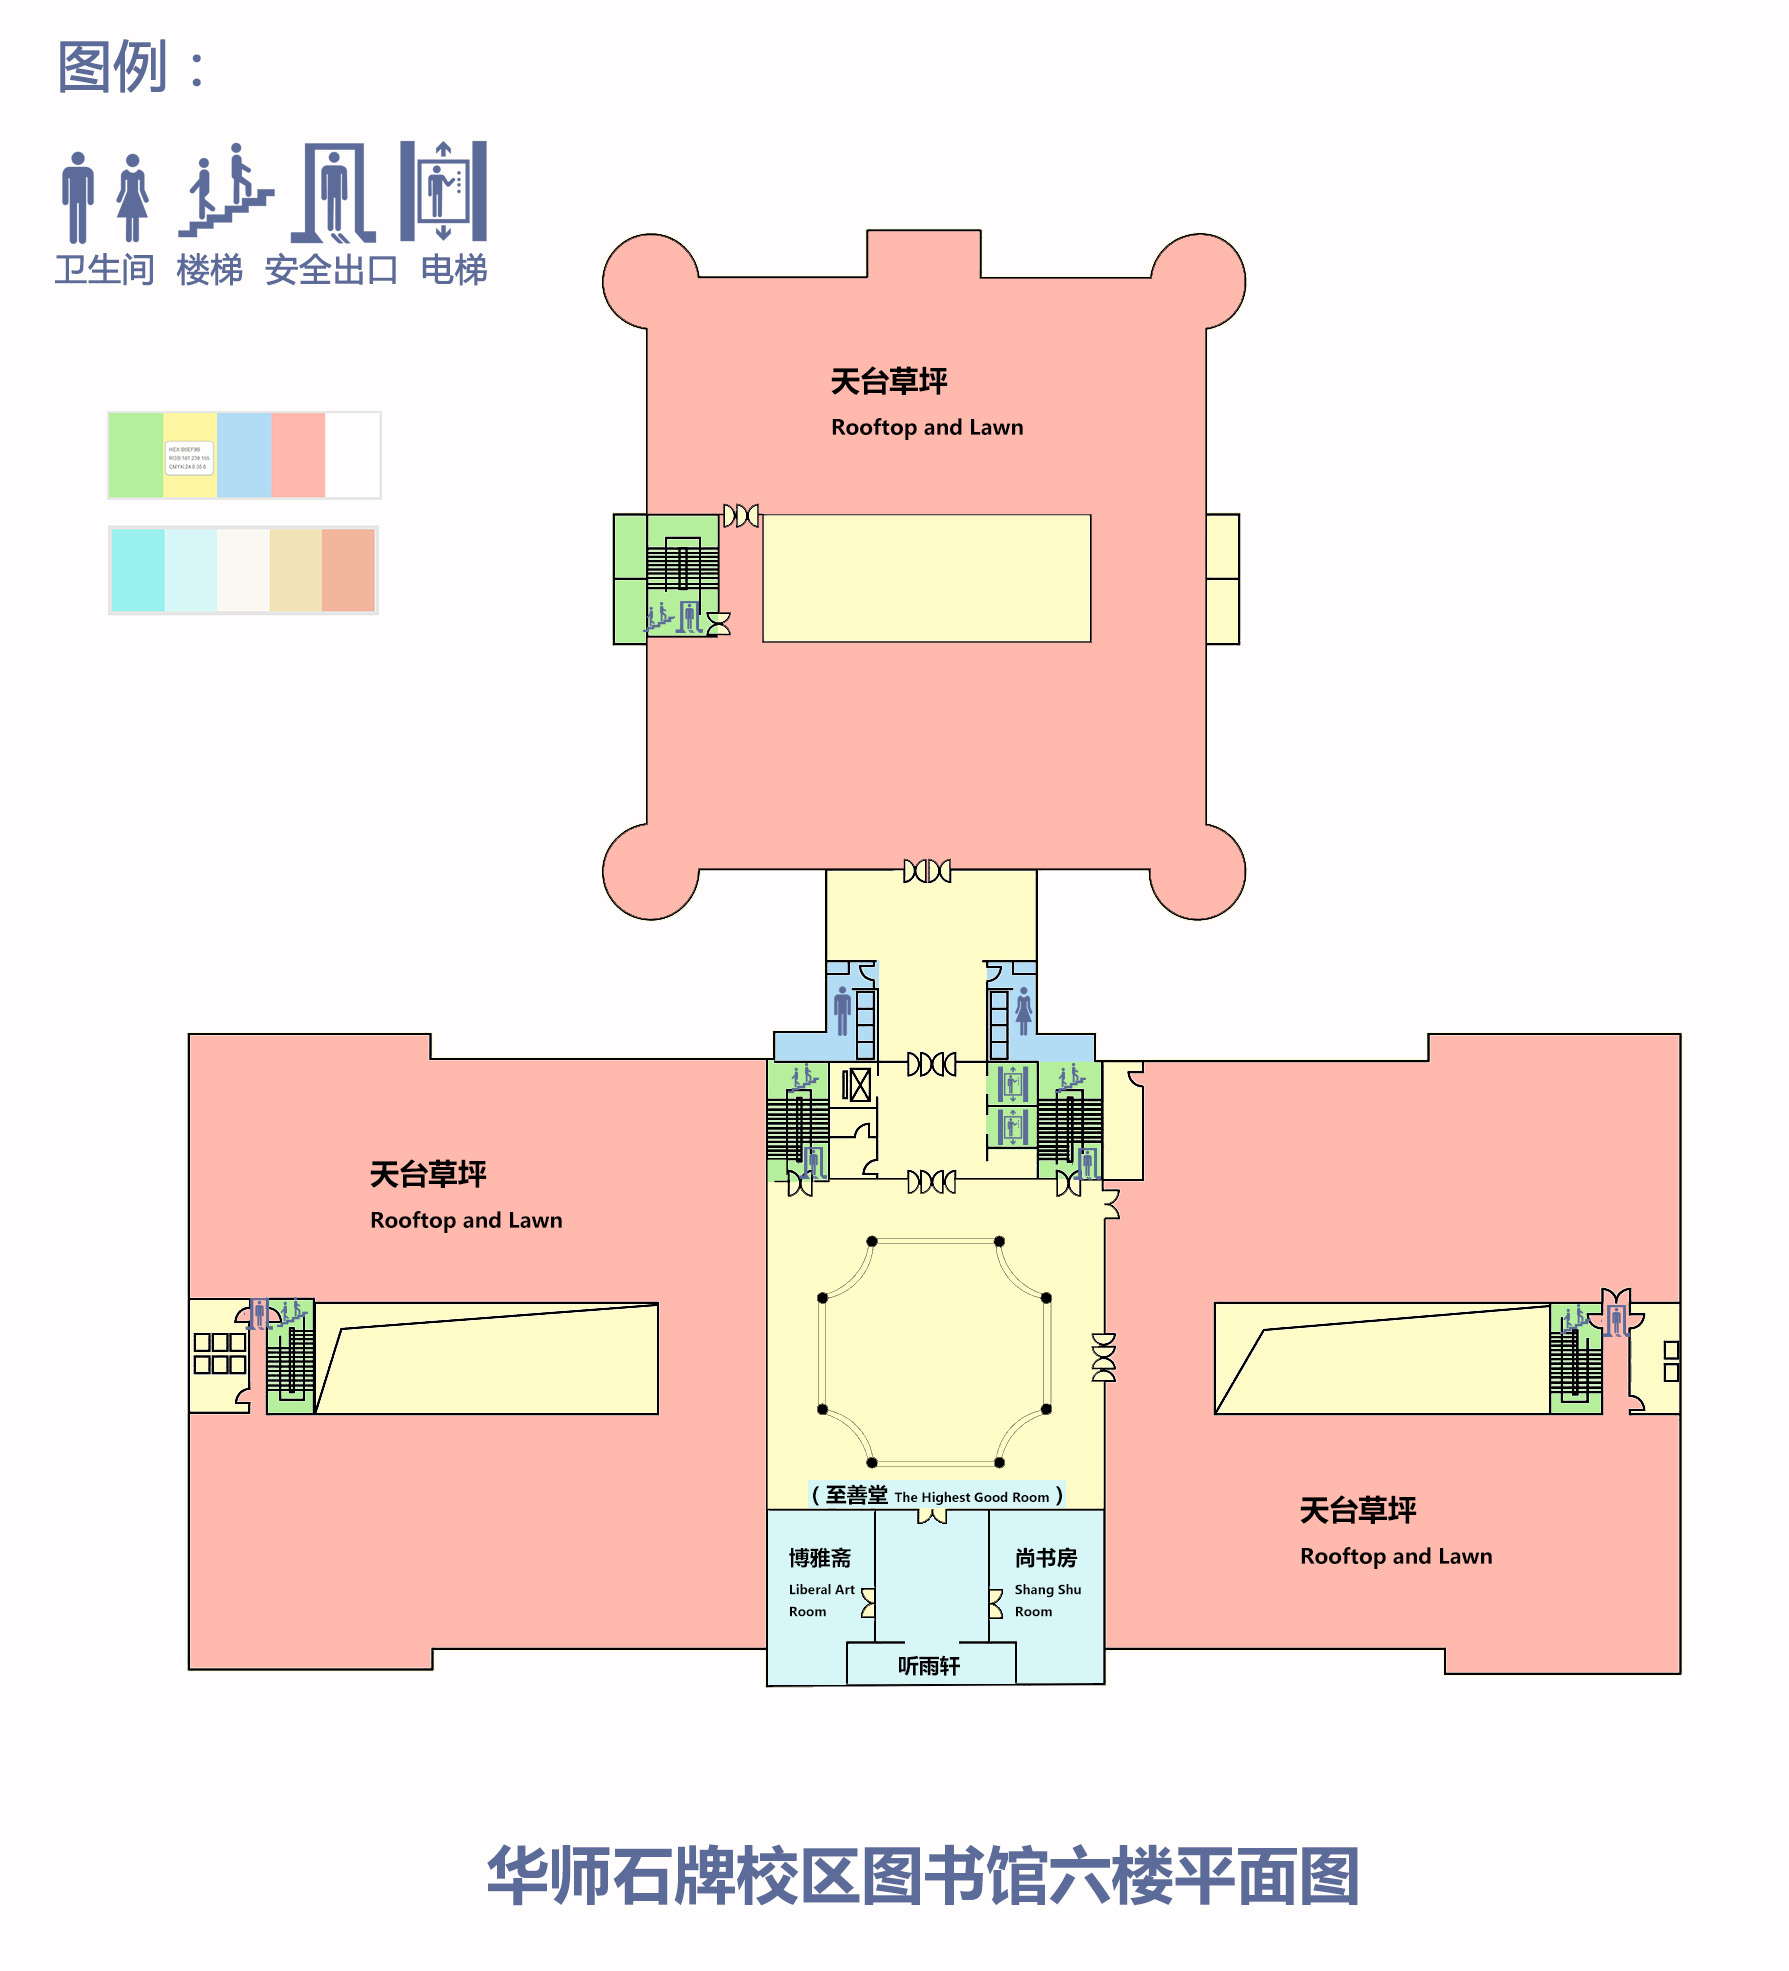 图例：
卫生间 楼梯 安全出口 电梯
HEX:B5EF9B
RGB:181.239.155
CMYK:24.0.35.6
天台草坪
Rooftop and Lawn
天台草坪
Rooftop and Lawn
（至善堂 The Highest Good Room）
天台草坪
Rooftop and Lawn
博雅斋
Liberal Art
Room
尚书房
Shang Shu
Room
听雨轩
华师石牌校区图书馆六楼平面图